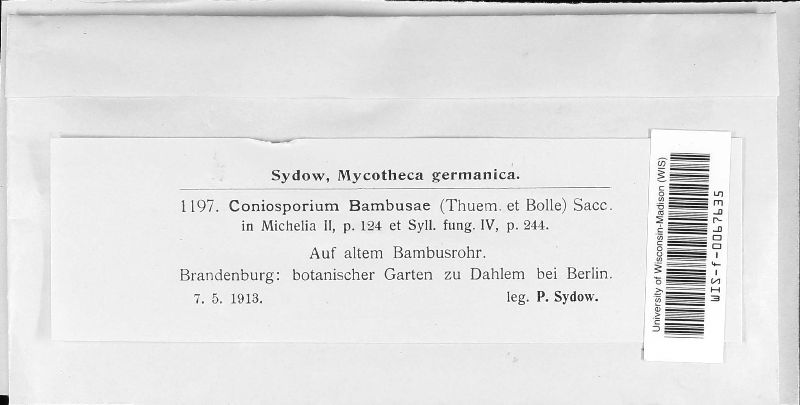 Sydow, Mycotheca germanica.
1197. Coniosporium Bambusae (Thuem. et Bolle) Sacc.
in Michelia II, p. 124 et Syll. fung. IV, p. 244.
Auf altem Bambusrohr.
Brandenburg: botanischer Garten zu Dahlem bei Berlin.
7. 5. 1913. leg. P. Sydow.
University of Wisconsin-Madison (WIS)
WIS-f-0067635